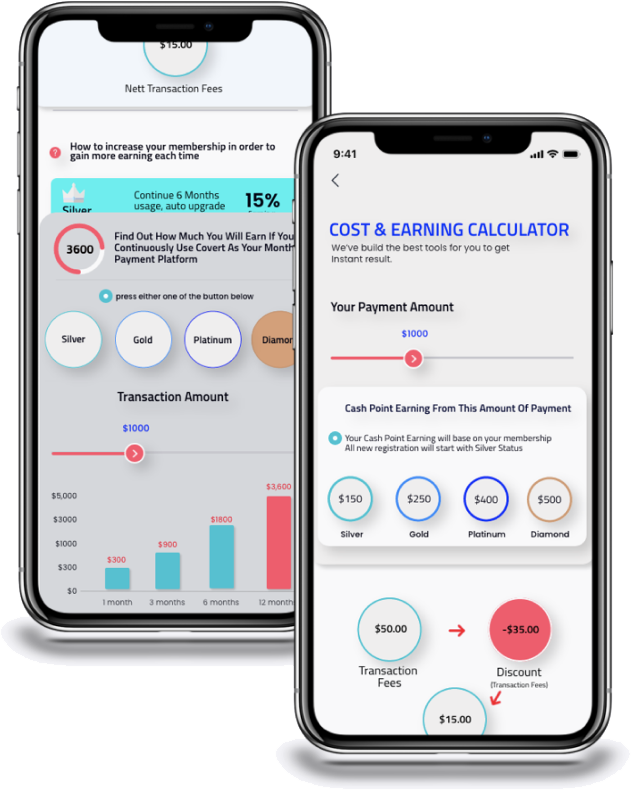 $15.00
Nett Transaction Fees
?
How to increase your membership in order to
gain more earning each time
Silver
Continue 6 Months
usage, auto upgrade
15%
3600
Find Out How Much You Will Earn If You
Continuously Use Covert As Your Month
Payment Platform
press either one of the button below
Silver
Gold
Platinum
Diamon
Transaction Amount
$1000
$5,000
$3000
$1000
$300
$0
$300
$900
$1800
$3,600
1 month
3 months
6 months
12 month
9:41
COST & EARNING CALCULATOR
We've build the best tools for you to get
Instant result.
Your Payment Amount
$1000
Cash Point Earning From This Amount Of Payment
Your Cash Point Earning will base on your membership
All new registration will start with Silver Status
$150
$250
$400
$500
Silver
Gold
Platinum
Diamond
$50.00
-$35.00
Transaction
Fees
Discount
(Transaction Fees)
$15.00